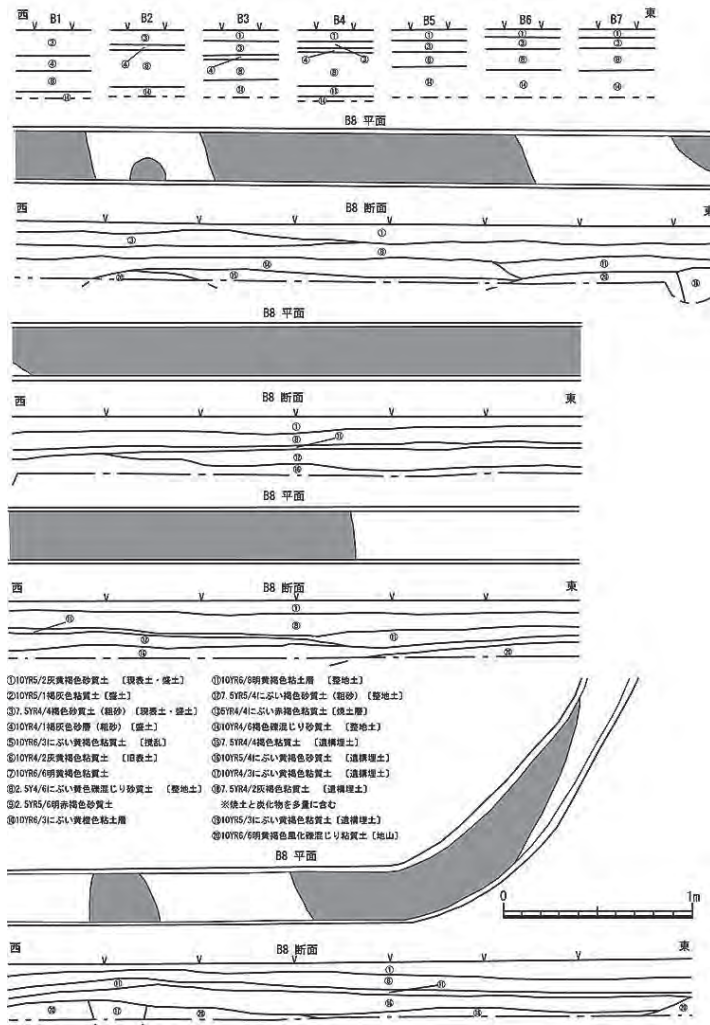 西 B1 B2 B3 B4 B5 B6 B7 東
B8 平面
西 B8 断面 東
B8 平面
西 B8 断面 東
B8 平面
西 B8 断面 東
①10YR5/2灰黄褐色砂質土 〔現表土・盛土〕
②10YR5/1褐灰色粘質土〔盛土〕
③7.5YR4/4褐色砂質土(粗砂)〔現表土・盛土〕
④10YR4/1褐灰色砂層(粗砂)〔盛土〕
⑤10YR6/3にぶい黄橙色粘質土 〔撹乱〕
⑥10YR4/2灰黄褐色土 〔旧表土〕
⑦10YR6/6明黄褐色粘質土
⑧2.5Y4/6にぶい黄色礫混じり砂質土 〔整地土〕
⑨2.5YR5/6明赤褐色砂質土
⑩10YR6/3にぶい黄橙色粘土層
⑪10YR6/8明黄褐色粘土層 〔整地土〕
⑫7.5YR5/4にぶい褐色砂質土(粗砂)〔整地土〕
⑬5YR4/4にぶい赤褐色粘質土〔焼土層〕
⑭10YR4/6褐色礫混じり砂質土 〔整地土〕
⑮7.5YR4/4褐色粘質土 〔遺構埋土〕
⑯10YR5/4にぶい黄褐色砂質土 〔遺構埋土〕
⑰10YR4/3にぶい黄褐色粘質土 〔遺構埋土〕
⑱7.5YR4/2灰褐色粘質土 〔遺構埋土〕
※焼土と炭化物を多量に含む
⑲10YR5/3にぶい黄褐色粘質土〔遺構埋土〕
⑳10YR6/6明黄褐色風化礫混じり粘質土〔地山〕
B8 平面
0 1m
西 B8 断面 東